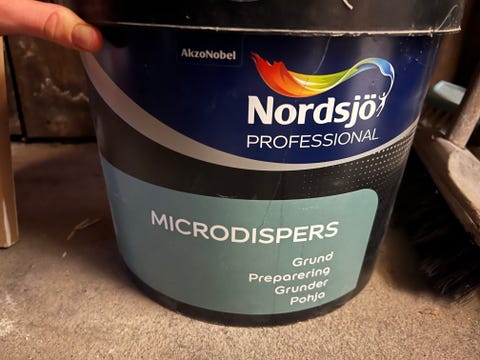 AkzoNobel
Nordsjö
PROFESSIONAL
MICRODISPERS
Grund
Preparering
Grunder
Pohja